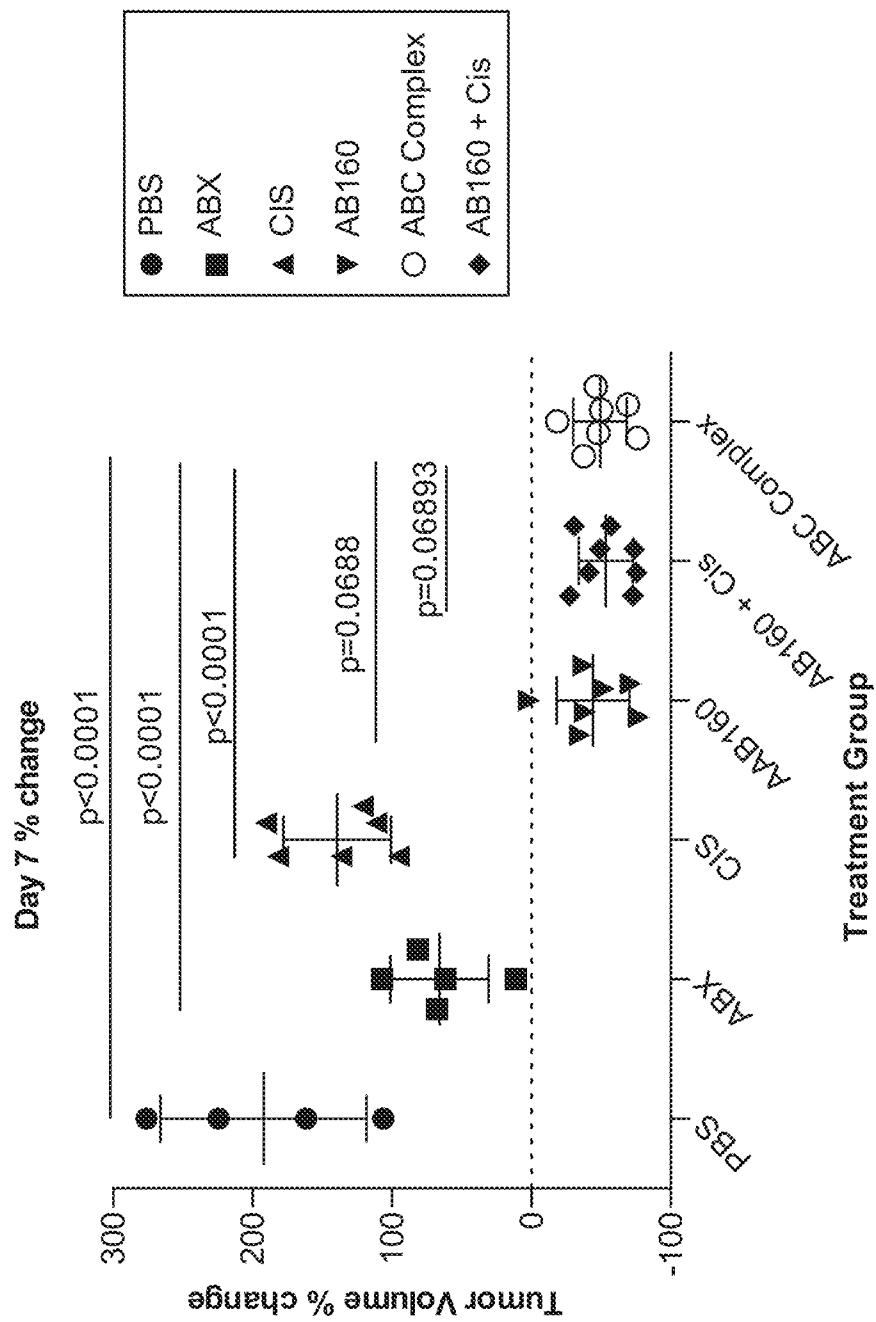 Day 7 % change
p<0.0001
p<0.0001
p<0.0001
p=0.0688
p=0.06893
Tumor Volume % change
300
200
100
0
-100
PBS
ABX
CIS
AAB160
AB160 + Cis
ABC Complex
Treatment Group
PBS
ABX
CIS
AB160
ABC Complex
AB160 + Cis